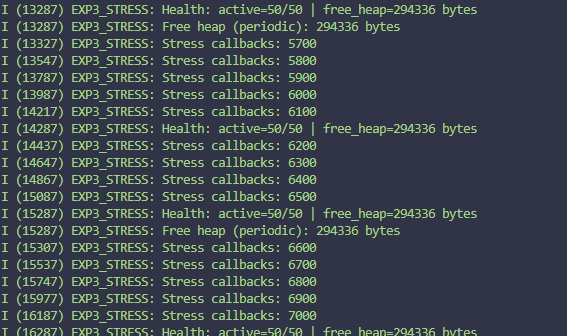 I (13287) EXP3_STRESS: Health: active=50/50 | free_heap=294336 bytes
I (13287) EXP3_STRESS: Free heap (periodic): 294336 bytes
I (13327) EXP3_STRESS: Stress callbacks: 5700
I (13547) EXP3_STRESS: Stress callbacks: 5800
I (13787) EXP3_STRESS: Stress callbacks: 5900
I (13987) EXP3_STRESS: Stress callbacks: 6000
I (14217) EXP3_STRESS: Stress callbacks: 6100
I (14287) EXP3_STRESS: Health: active=50/50 | free_heap=294336 bytes
I (14437) EXP3_STRESS: Stress callbacks: 6200
I (14647) EXP3_STRESS: Stress callbacks: 6300
I (14867) EXP3_STRESS: Stress callbacks: 6400
I (15087) EXP3_STRESS: Stress callbacks: 6500
I (15287) EXP3_STRESS: Health: active=50/50 | free_heap=294336 bytes
I (15287) EXP3_STRESS: Free heap (periodic): 294336 bytes
I (15307) EXP3_STRESS: Stress callbacks: 6600
I (15537) EXP3_STRESS: Stress callbacks: 6700
I (15747) EXP3_STRESS: Stress callbacks: 6800
I (15977) EXP3_STRESS: Stress callbacks: 6900
I (16187) EXP3_STRESS: Stress callbacks: 7000
I (16287) EXP3_STRESS: Health: active=50/50 | free_heap=294336 bytes